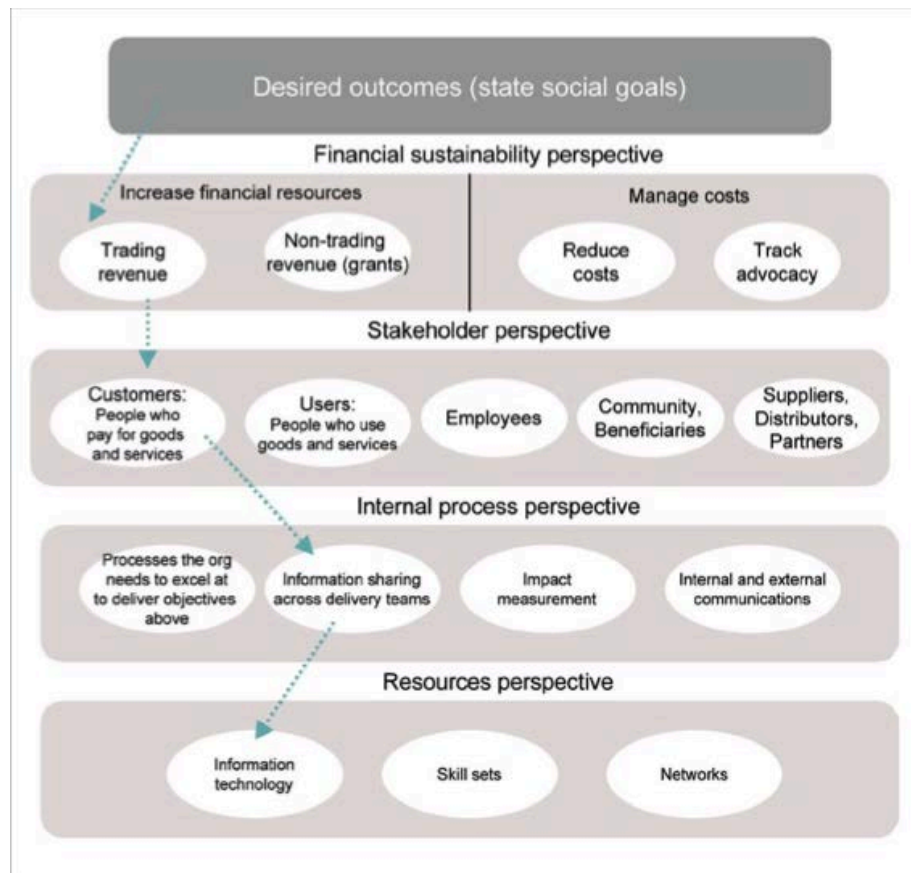 Desired outcomes (state social goals)
Financial sustainability perspective
Increase financial resources
Manage costs
Trading
revenue
Non-trading
revenue (grants)
Reduce
costs
Track
advocacy
Stakeholder perspective
Customers:
People who
pay for goods
and services
Users:
People who use
goods and services
Employees
Community,
Beneficiaries
Suppliers,
Distributors,
Partners
Internal process perspective
Processes the org
needs to excel at
to deliver objectives
above
Information sharing
across delivery teams
Impact
measurement
Internal and external
communications
Resources perspective
Information
technology
Skill sets
Networks